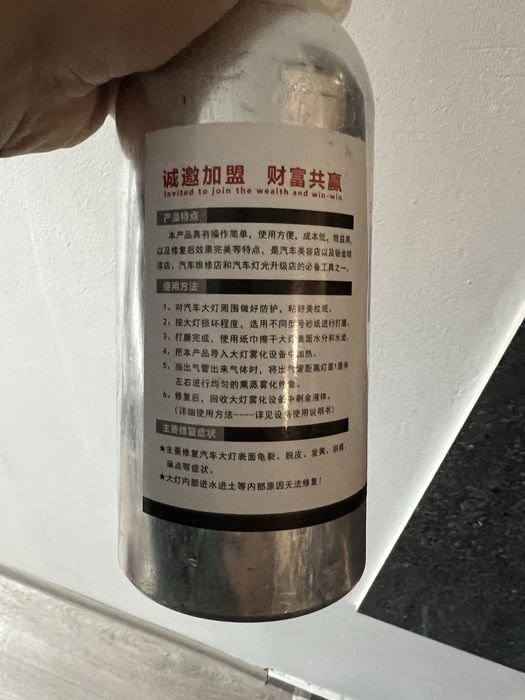 诚邀加盟 财富共赢
Invited to join the wealth and win-win
产品特点
本产品具有操作简单，使用方便，成本低，效益高，
以及修复后效果完美等特点，是汽车美容店以及钣金喷
漆店、汽车维修店和汽车灯光升级店的必备工具之一。
使用方法
1、对汽车大灯周围做好防护，粘好美纹纸。
2、按大灯损坏程度，选用不同型号砂纸进行打磨。
3、打磨完成，使用纸巾擦干大灯表面水分和水迹。
4、把本产品导入大灯雾化设备中加热。
5、当出气管出来气体时，将出气管距离灯面1厘米
左右进行均匀的熏蒸雾化修复。
6、修复后，回收大灯雾化设备中剩余液体。
（详细使用方法----详见设备使用说明书）
主要修复症状
★主要修复汽车大灯表面龟裂、脱皮、发黄、划痕、
麻点等症状。
★大灯内部进水进土等内部原因无法修复！